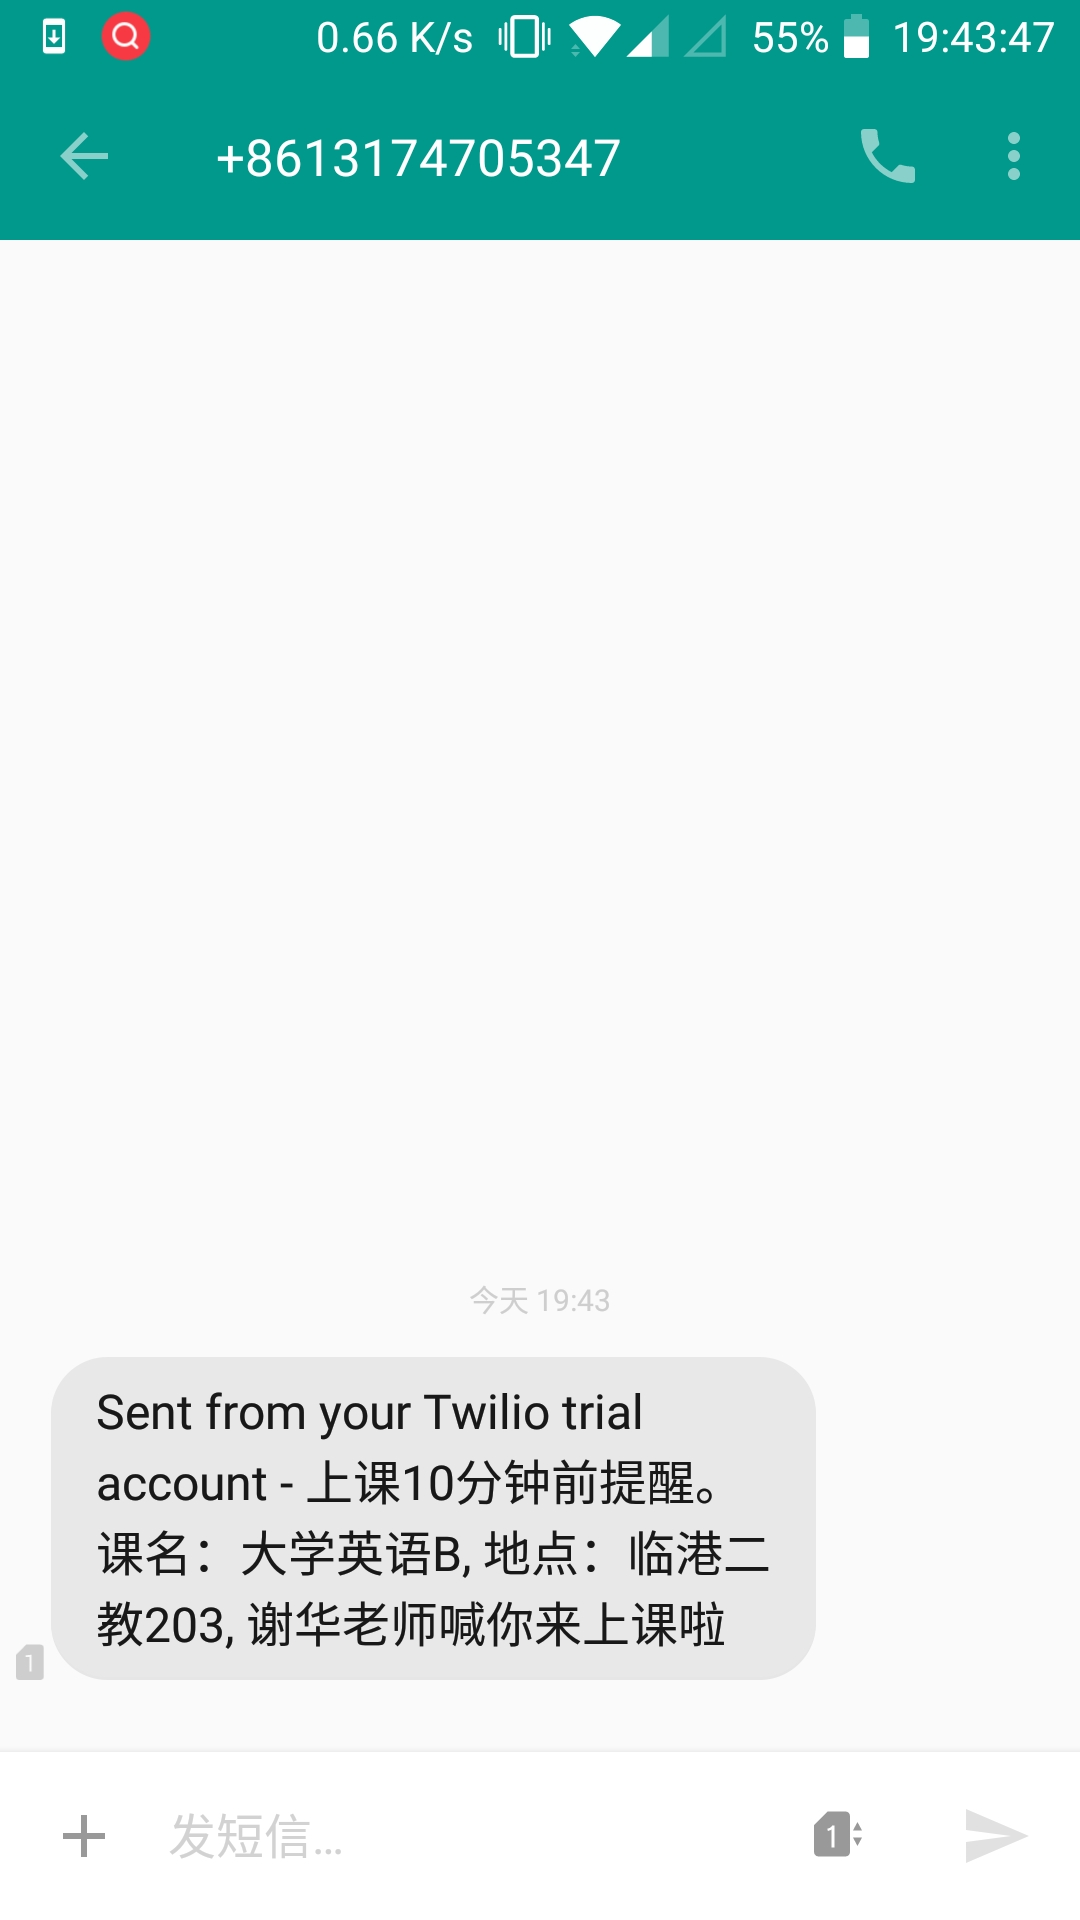 0.66 K/s 55% 19:43:47
+8613174705347
今天 19:43
Sent from your Twilio trial
account - 上课10分钟前提醒。
课名：大学英语B, 地点：临港二
教203, 谢华老师喊你来上课啦
1
发短信...
1